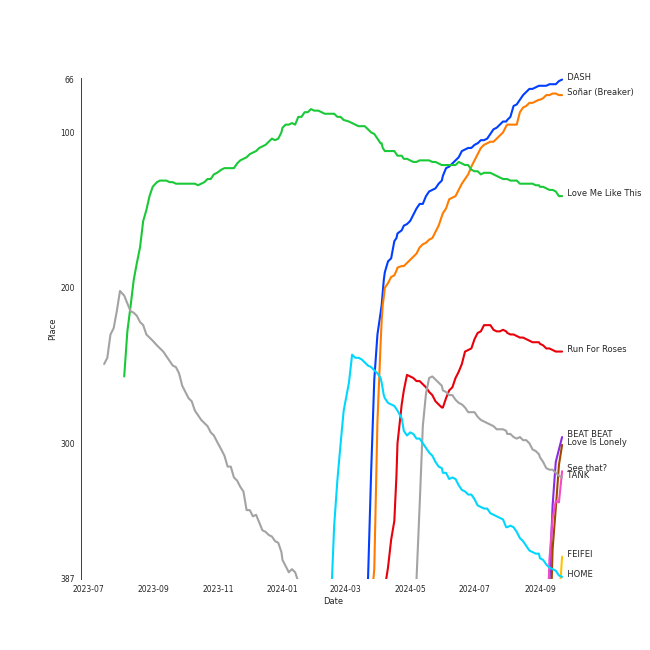 66
100
200
300
387
Place
DASH
Soñar (Breaker)
Love Me Like This
Run For Roses
BEAT BEAT
Love Is Lonely
See that?
TANK
FEIFEI
HOME
2023-07
2023-09
2023-11
2024-01
2024-03
2024-05
2024-07
2024-09
Date